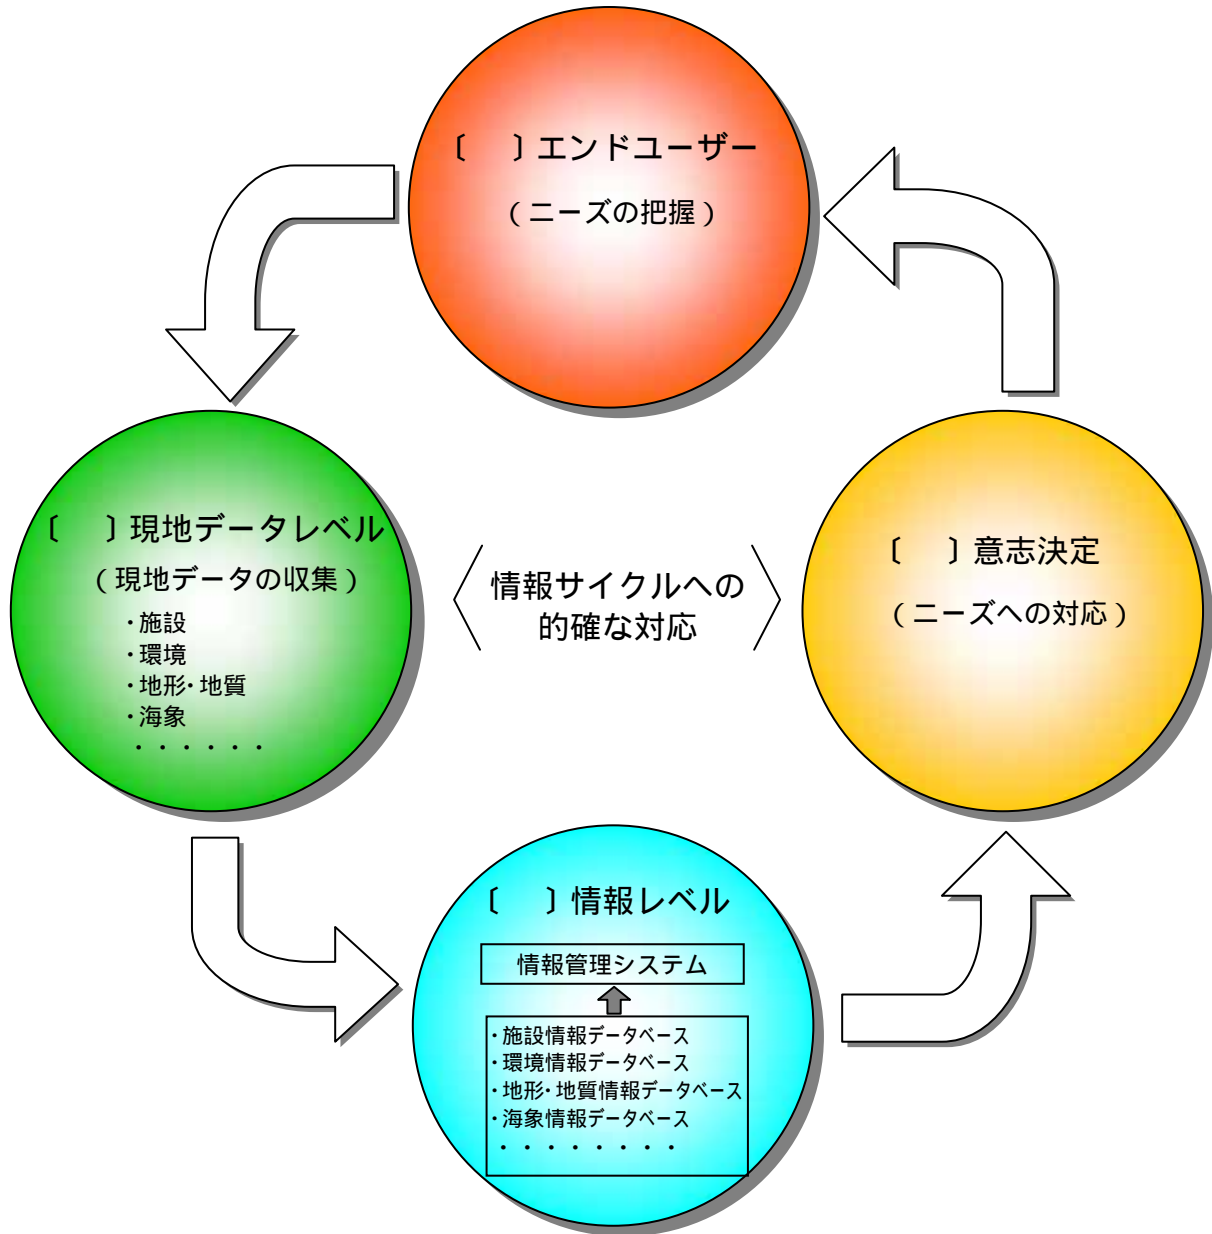 〔　〕エンドユーザー
（ニーズの把握）
〔　〕現地データレベル
（現地データの収集）
・施設
・環境
・地形・地質
・海象
・・・・・・
情報サイクルへの
的確な対応
〔　〕意志決定
（ニーズへの対応）
〔　〕情報レベル
情報管理システム
・施設情報データベース
・環境情報データベース
・地形・地質情報データベース
・海象情報データベース
・・・・・・・・